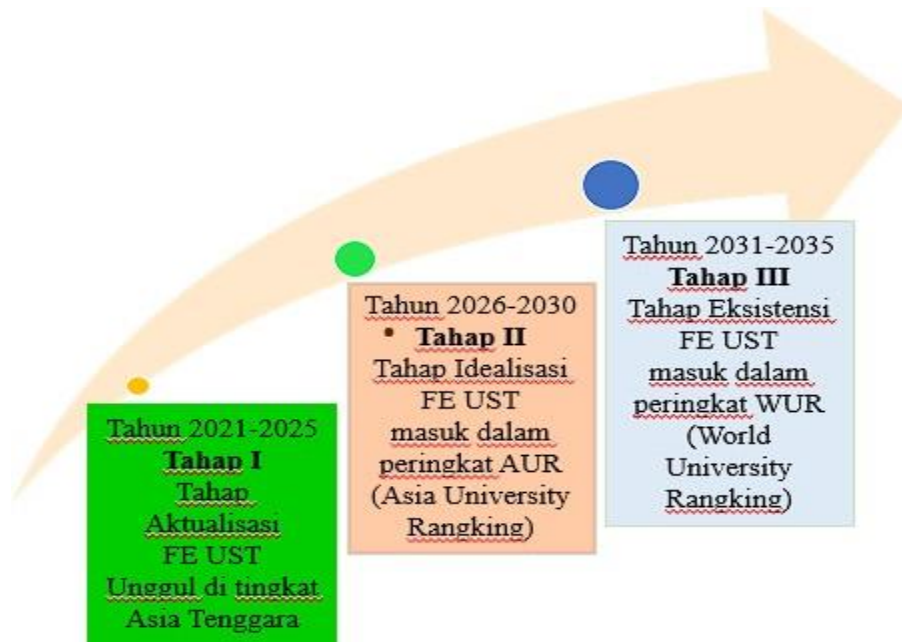 Tahun 2021-2025
Tahap I
Tahap
Aktualisasi
FE UST
Unggul di tingkat
Asia Tenggara
Tahun 2026-2030
• Tahap II
Tahap Idealisasi
FE UST
masuk dalam
peringkat AUR
(Asia University
Rangking)
Tahun 2031-2035
Tahap III
Tahap Eksistensi
FE UST
masuk dalam
peringkat WUR
(World
University
Rangking)